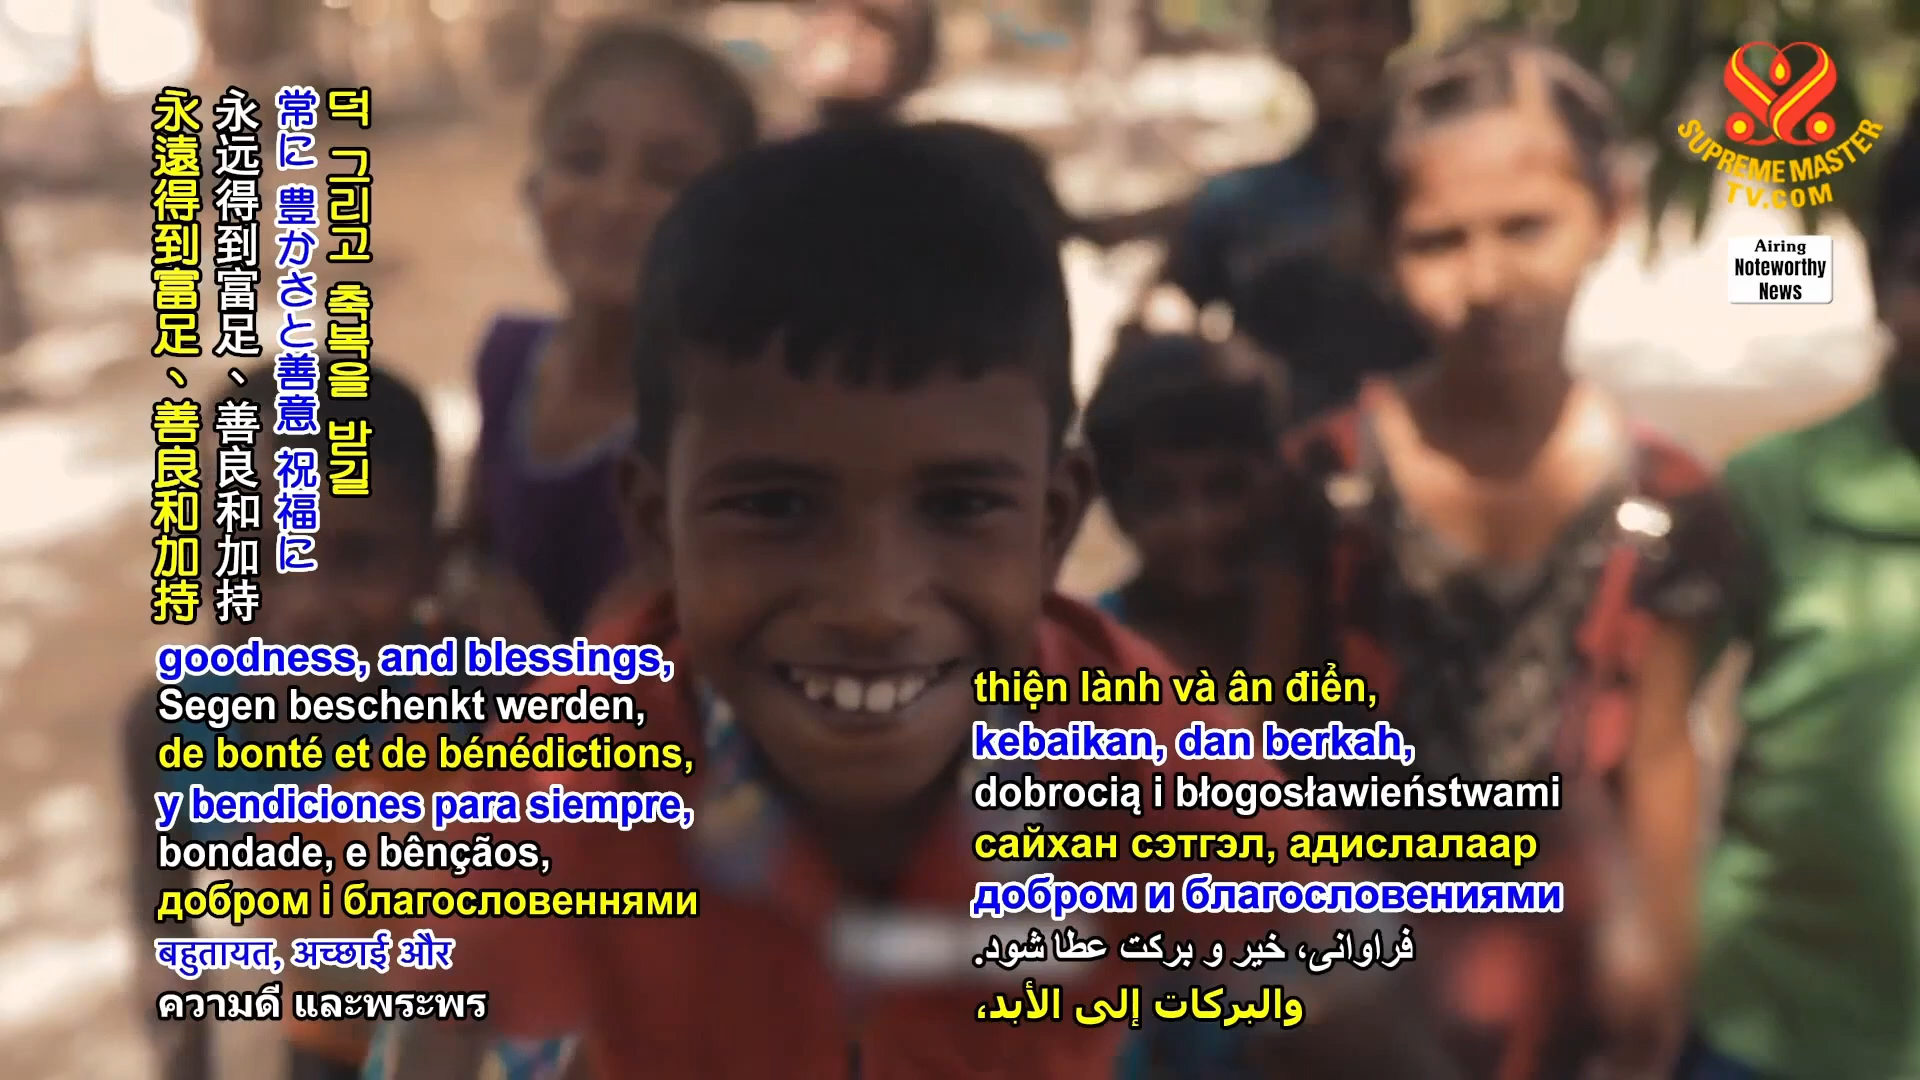 永遠得到富足、善良和加持
永远得到富足、善良和加持
常に 豊かさと善意 祝福に
덕 그리고 축복을 받길
goodness, and blessings,
Segen beschenkt werden,
de bonté et de bénédictions,
y bendiciones para siempre,
bondade, e bênçãos,
добром і благословеннями
बहुतायत, अच्छाई और
ความดี และพระพร
thiện lành và ân điển,
kebaikan, dan berkah,
dobrocią i błogosławieństwami
сайхан сэтгэл, адислалаар
добром и благословениями
فراوانی، خیر و برکت عطا شود.
والبركات إلى الأبد،
SUPREME MASTER
TV.COM
Airing
Noteworthy
News